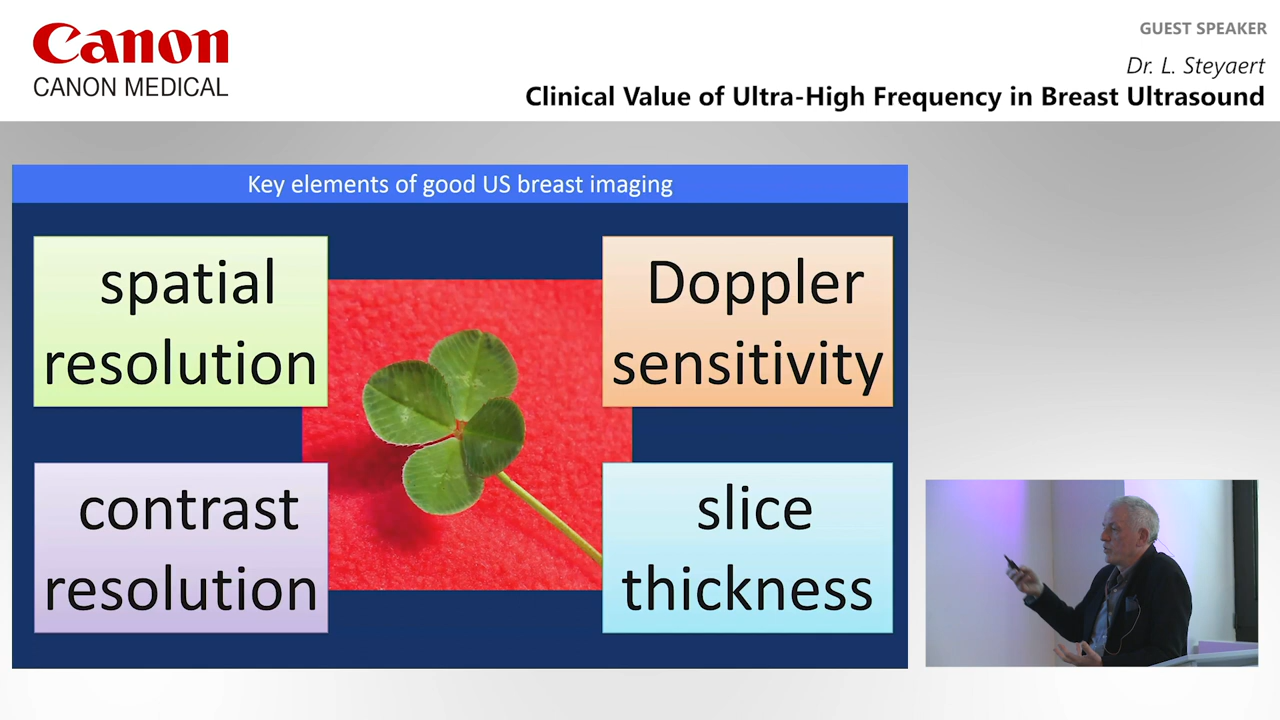 Canon
CANON MEDICAL
GUEST SPEAKER
Dr. L. Steyaert
Clinical Value of Ultra-High Frequency in Breast Ultrasound
Key elements of good US breast imaging
spatial
resolution
Doppler
sensitivity
contrast
resolution
slice
thickness